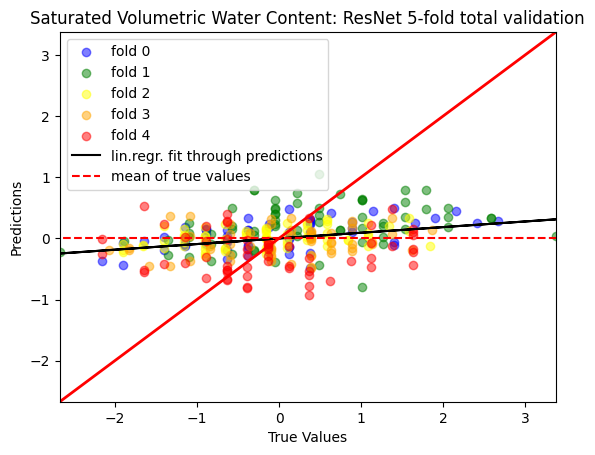 Saturated Volumetric Water Content: ResNet 5-fold total validation
fold 0
fold 1
fold 2
fold 3
fold 4
lin.regr. fit through predictions
mean of true values
Predictions
3
2
1
0
−1
−2
−2
−1
0
1
2
3
True Values